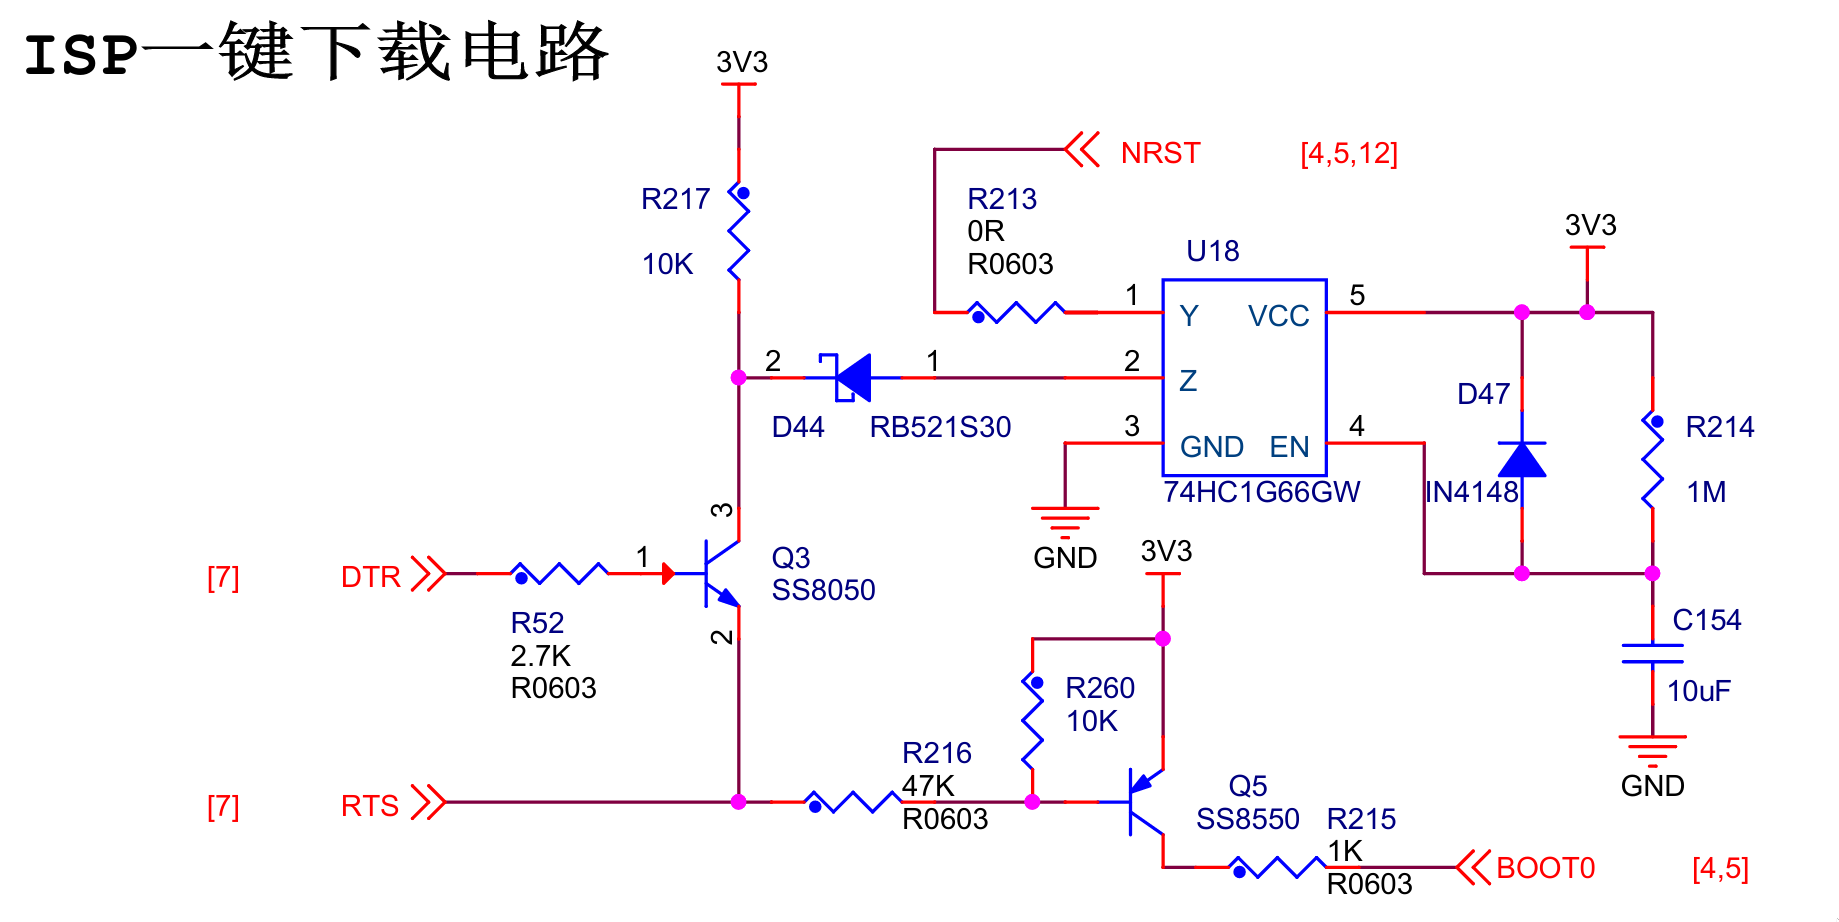 ISP一键下载电路
3V3
NRST [4,5,12]
R217
10K
R213
0R
R0603
3V3
U18
1 Y VCC 5
2 1 2 Z
D44 RB521S30
3 GND EN 4
74HC1G66GW
D47
IN4148
R214
1M
GND
3V3
3
[7] DTR 1
Q3
SS8050
R52
2.7K
R0603
2
C154
10uF
GND
R260
10K
R216
47K
R0603
[7] RTS
Q5
SS8550
R215
1K
R0603
BOOT0 [4,5]